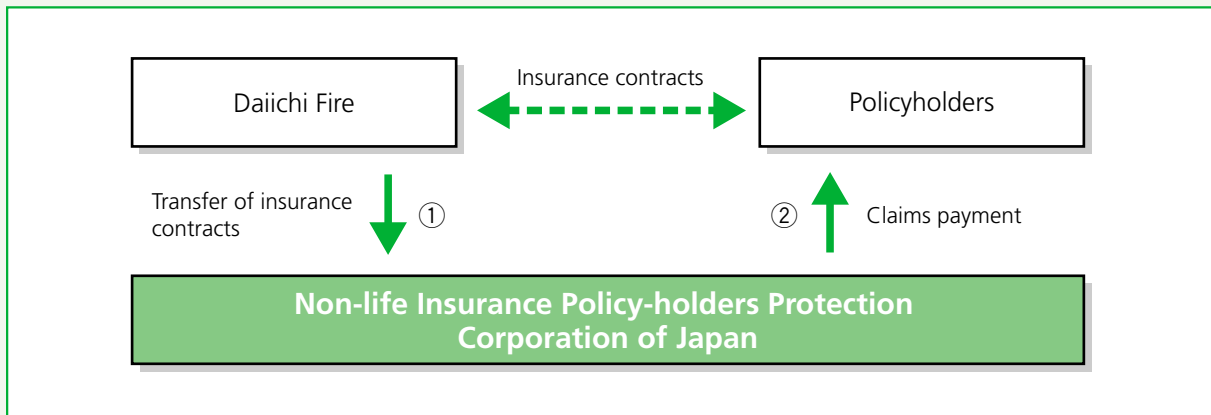 Daiichi Fire
Insurance contracts
Policyholders
Transfer of insurance
contracts
①
②
Claims payment
Non-life Insurance Policy-holders Protection
Corporation of Japan